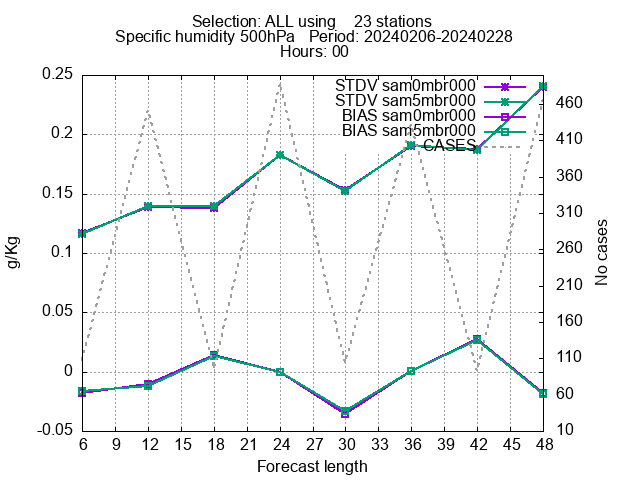 Selection: ALL using    23 stations
Specific humidity 500hPa   Period: 20240206-20240228
Hours: 00
STDV sam0mbr000
STDV sam5mbr000
BIAS sam0mbr000
BIAS sam5mbr000
CASES
g/Kg
0.25
0.2
0.15
0.1
0.05
0
-0.05
460
410
360
310
260
210
160
110
60
10
No cases
6 9 12 15 18 21 24 27 30 33 36 39 42 45 48
Forecast length